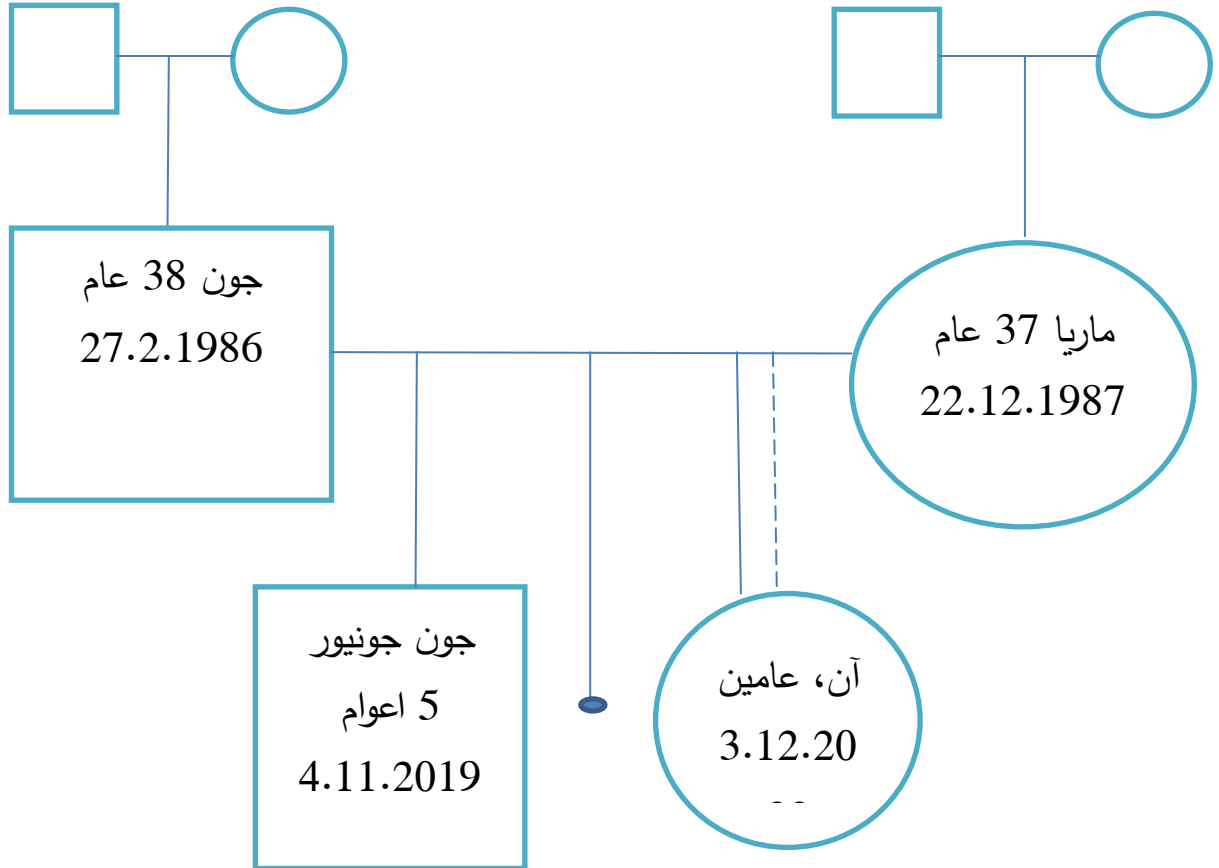 جون 38 عام
27.2.1986
ماريا 37 عام
22.12.1987
جون جونيور
5 اعوام
4.11.2019
آن، عامين
3.12.20